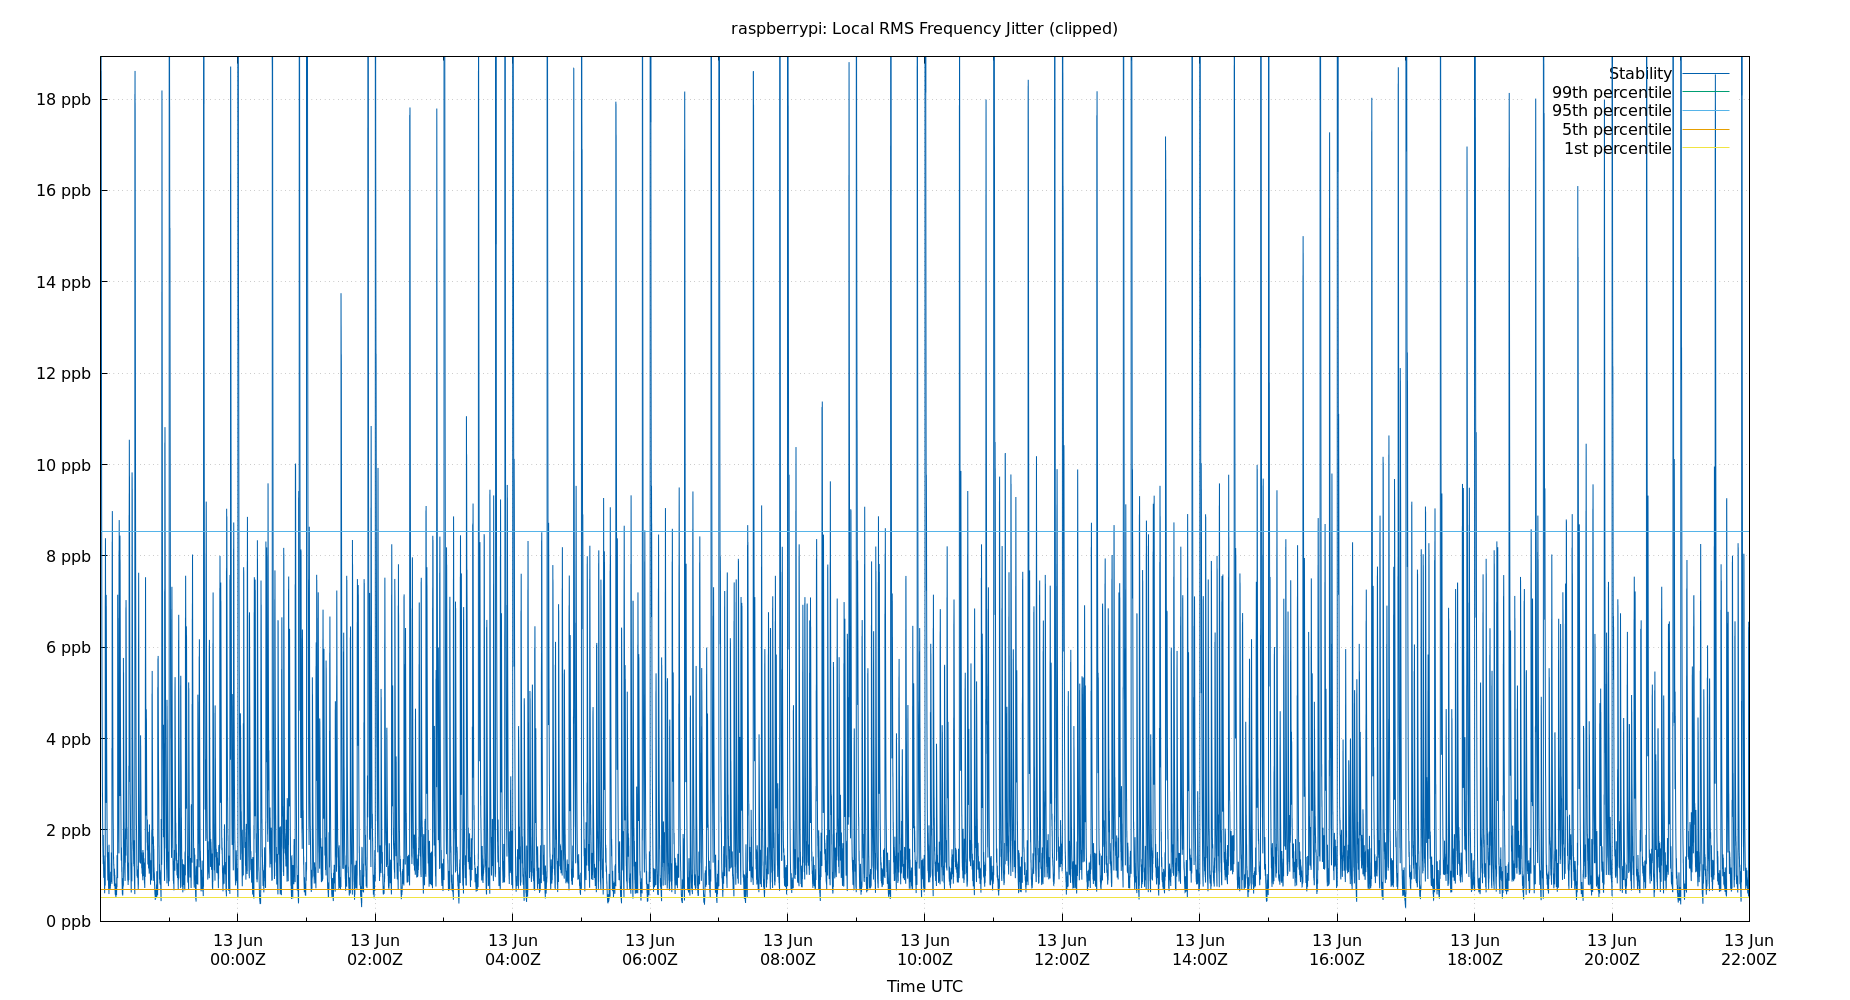 raspberrypi: Local RMS Frequency Jitter (clipped)
Stability
99th percentile
95th percentile
5th percentile
1st percentile
18 ppb
16 ppb
14 ppb
12 ppb
10 ppb
8 ppb
6 ppb
4 ppb
2 ppb
0 ppb
13 Jun 13 Jun 13 Jun 13 Jun 13 Jun 13 Jun 13 Jun 13 Jun 13 Jun 13 Jun 13 Jun 13 Jun
00:00Z 02:00Z 04:00Z 06:00Z 08:00Z 10:00Z 12:00Z 14:00Z 16:00Z 18:00Z 20:00Z 22:00Z
Time UTC